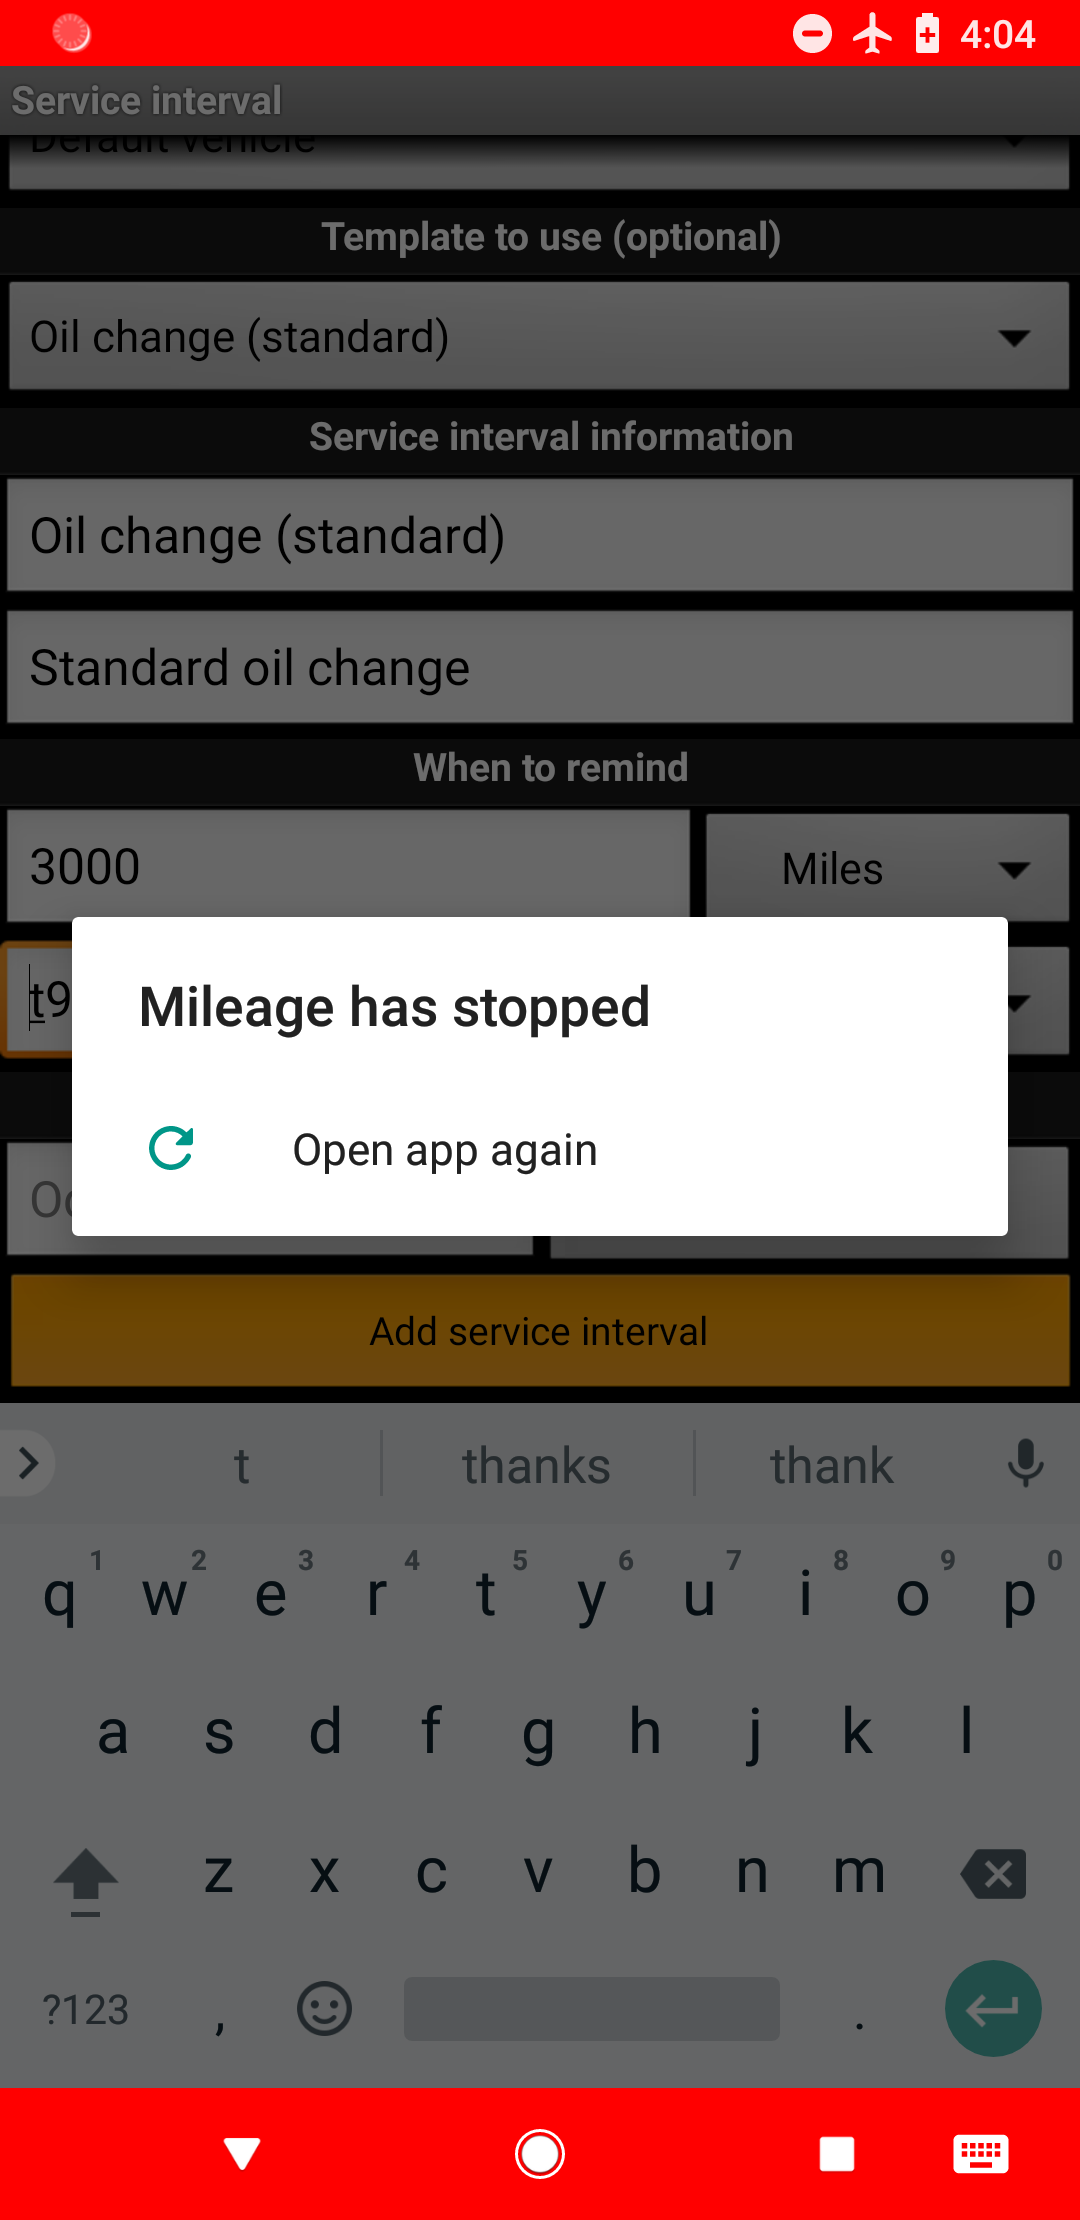 4:04
Service interval
Default vehicle
Template to use (optional)
Oil change (standard)
Service interval information
Oil change (standard)
Standard oil change
When to remind
3000
Miles
t9
Mileage has stopped
Open app again
Add service interval
t thanks thank
1 2 3 4 5 6 7 8 9 0
q w e r t y u i o p
a s d f g h j k l
z x c v b n m
?123 , .